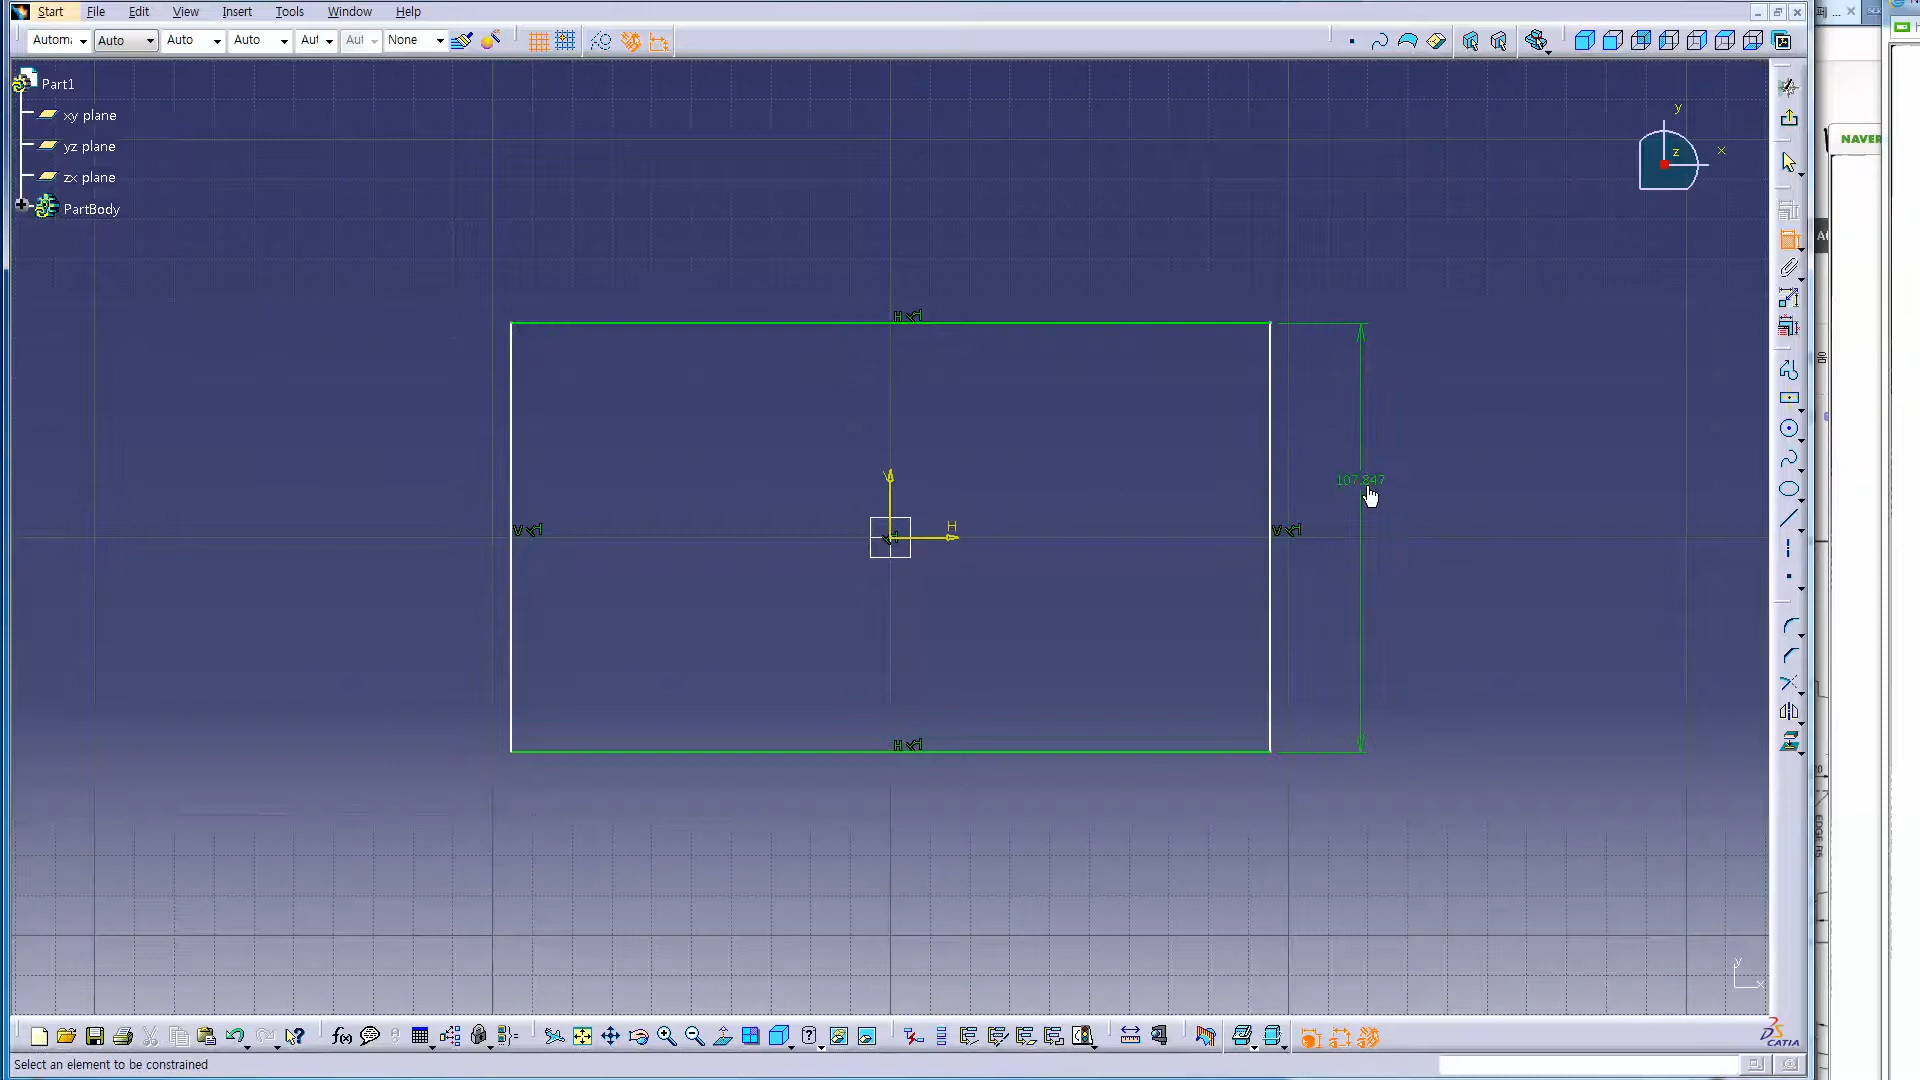 Start File Edit View Insert Tools Window Help
Autom Auto Auto Auto Aut Aut None
Part1
xy plane
yz plane
zx plane
PartBody
y
x
z
NAVER
H
V H V
107.847
V
H
V
H
y
x
CATIA
Select an element to be constrained